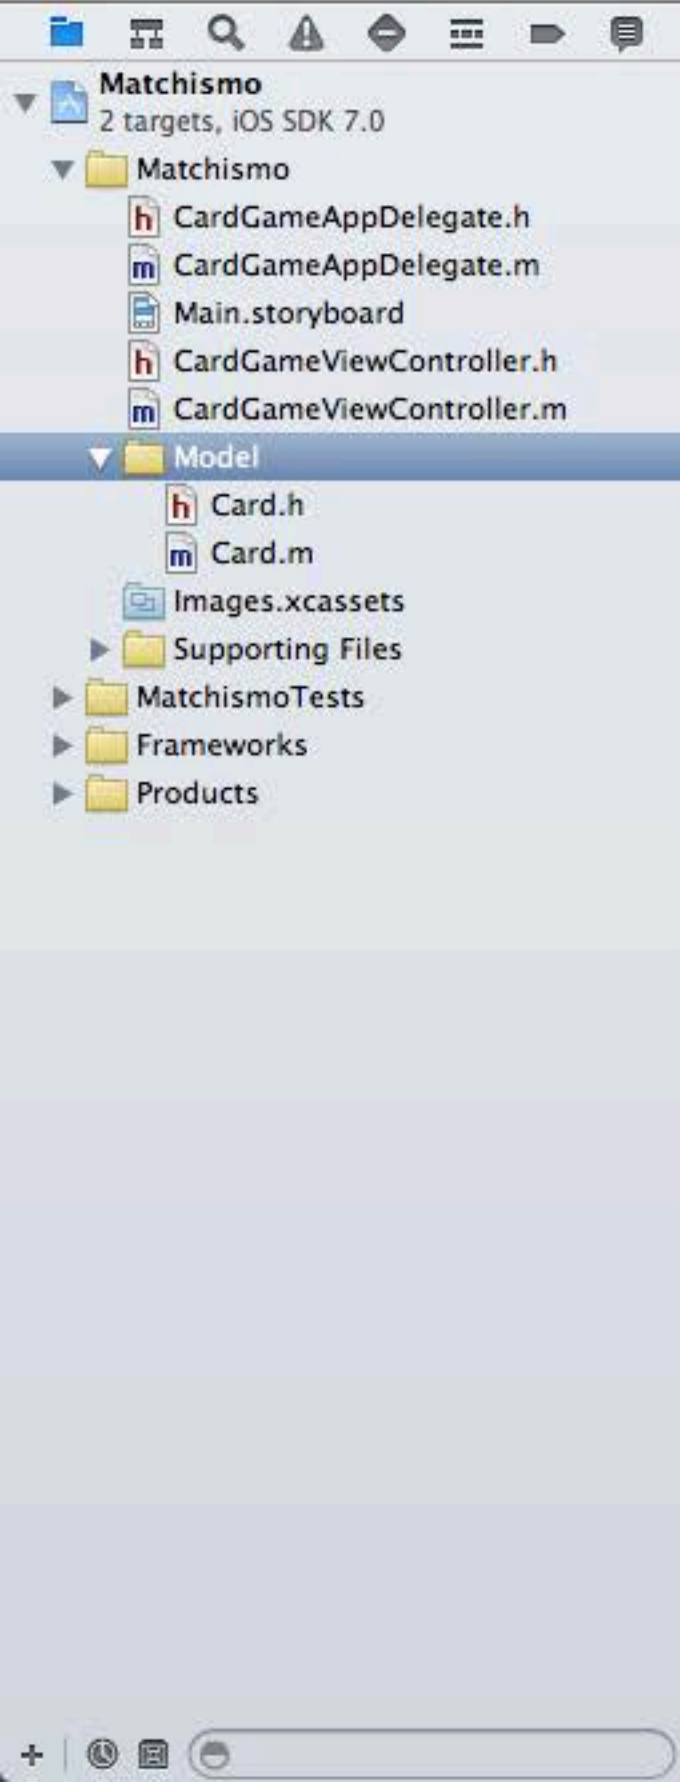 Matchismo
2 targets, iOS SDK 7.0
Matchismo
h CardGameAppDelegate.h
m CardGameAppDelegate.m
Main.storyboard
h CardGameViewController.h
m CardGameViewController.m
Model
h Card.h
m Card.m
Images.xcassets
Supporting Files
MatchismoTests
Frameworks
Products